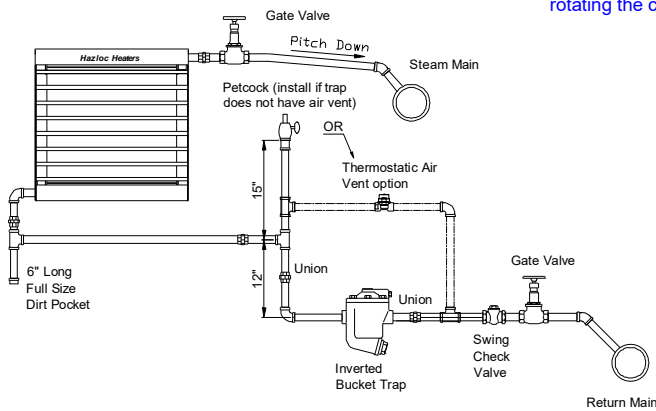 rotating the c
Gate Valve
Pitch Down
Hazloc Heaters
Steam Main
Petcock (install if trap
does not have air vent)
OR
Thermostatic Air
Vent option
15"
12"
6" Long
Full Size
Dirt Pocket
Union
Gate Valve
Union
Swing
Check
Valve
Inverted
Bucket Trap
Return Main